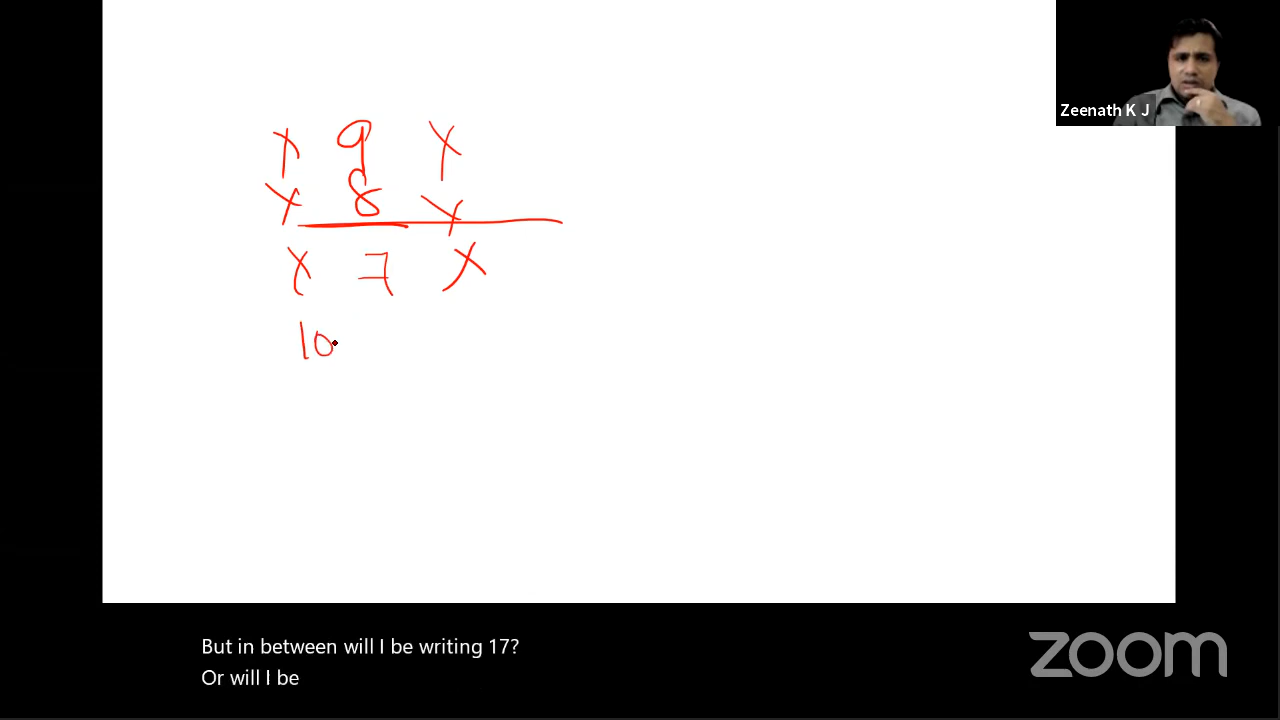 Zeenath K J
X 9 X
X 8 X
X 7 X
10
But in between will I be writing 17?
Or will I be
zoom